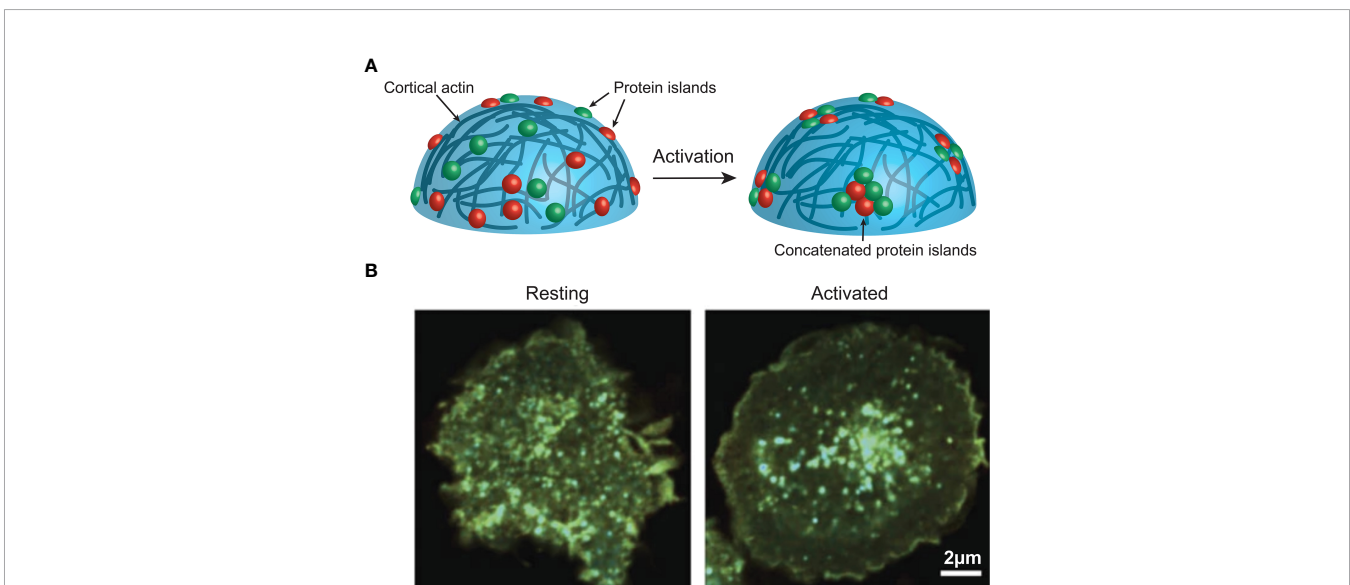 A
Cortical actin
Protein islands
Activation
Concatenated protein islands
B
Resting
Activated
2µm